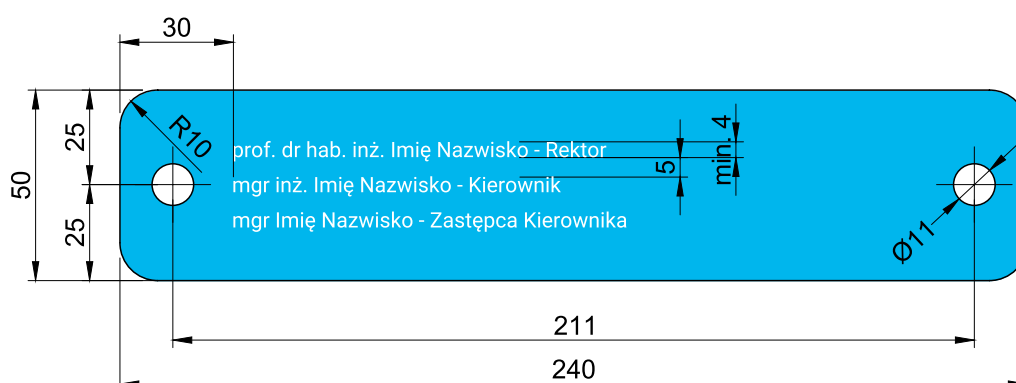 30
R10
25
50
25
prof. dr hab. inż. Imię Nazwisko - Rektor
mgr inż. Imię Nazwisko - Kierownik
mgr Imię Nazwisko - Zastępca Kierownika
5
min. 4
Ø11
211
240